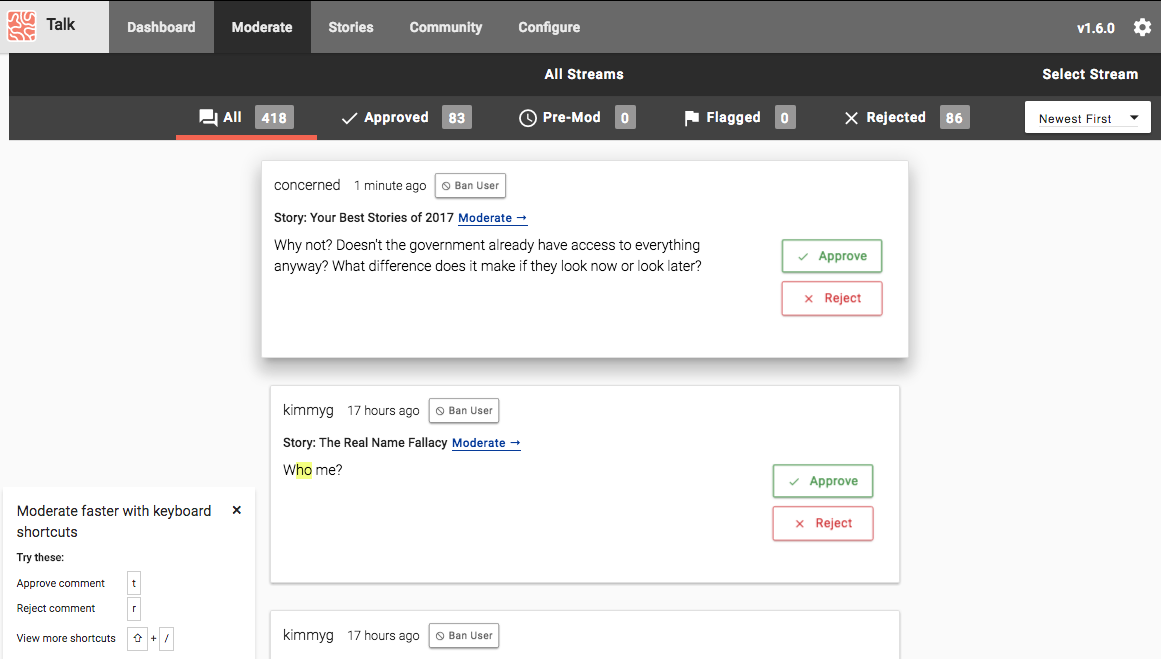 Talk Dashboard Moderate Stories Community Configure v1.6.0
All Streams Select Stream
All 418 Approved 83 Pre-Mod 0 Flagged 0 Rejected 86 Newest First
concerned 1 minute ago Ban User
Story: Your Best Stories of 2017 Moderate →
Why not? Doesn't the government already have access to everything
anyway? What difference does it make if they look now or look later?
Approve
Reject
kimmyg 17 hours ago Ban User
Story: The Real Name Fallacy Moderate →
Who me?
Approve
Reject
kimmyg 17 hours ago Ban User
Moderate faster with keyboard
shortcuts
Try these:
Approve comment t
Reject comment r
View more shortcuts ⇧ + /